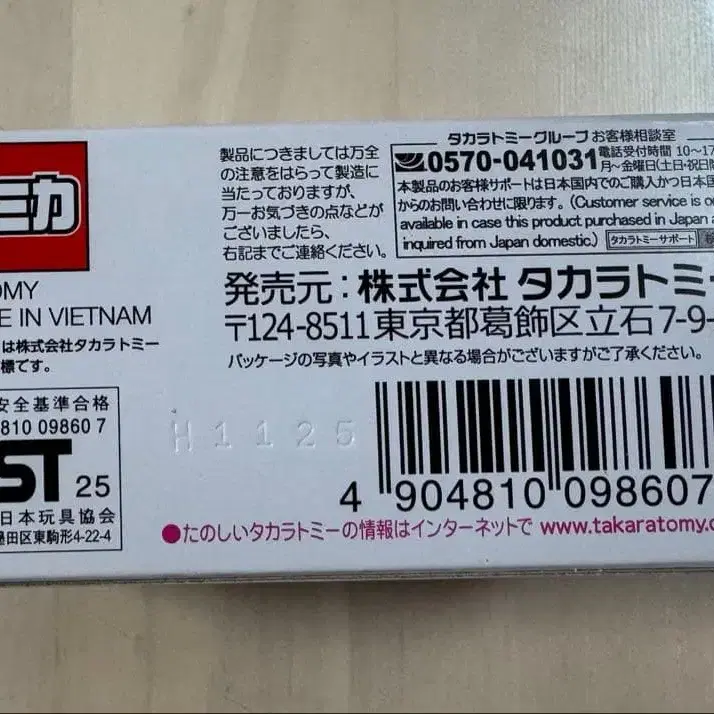 ミカ
OMY
E IN VIETNAM
は株式会社タカラトミー
標です。
安全基準合格
810 09860 7
ST 25
日本玩具協会
墨田区東駒形4-22-4
製品につきましては万全
の注意をはらって製造に
当たっておりますが、
万一お気づきの点などが
ございましたら、
右記までご連絡ください。
タカラトミーグループ お客様相談室
0570-041031 電話受付時間 10〜17
月〜金曜日(土日・祝日
本製品のお客様サポートは日本国内でのご購入かつ日本国
からのお問い合わせに限ります。(Customer service is o
available in case this product purchased in Japan a
inquired from Japan domestic.) タカラトミーサポート
発売元:株式会社 タカラトミー
〒124-8511 東京都葛飾区立石 7-9-
パッケージの写真やイラストと異なる場合がございますがご了承ください。
H1125
4 904810 098607
●たのしいタカラトミーの情報はインターネットで www.takaratomy.c